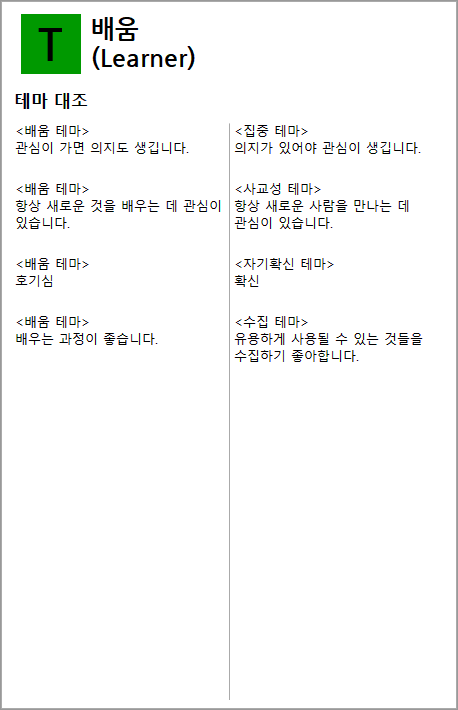 T
배움
(Learner)
테마 대조
<배움 테마>
관심이 가면 의지도 생깁니다.
<집중 테마>
의지가 있어야 관심이 생깁니다.
<배움 테마>
항상 새로운 것을 배우는 데 관심이
있습니다.
<사교성 테마>
항상 새로운 사람을 만나는 데
관심이 있습니다.
<배움 테마>
호기심
<자기확신 테마>
확신
<배움 테마>
배우는 과정이 좋습니다.
<수집 테마>
유용하게 사용될 수 있는 것들을
수집하기 좋아합니다.